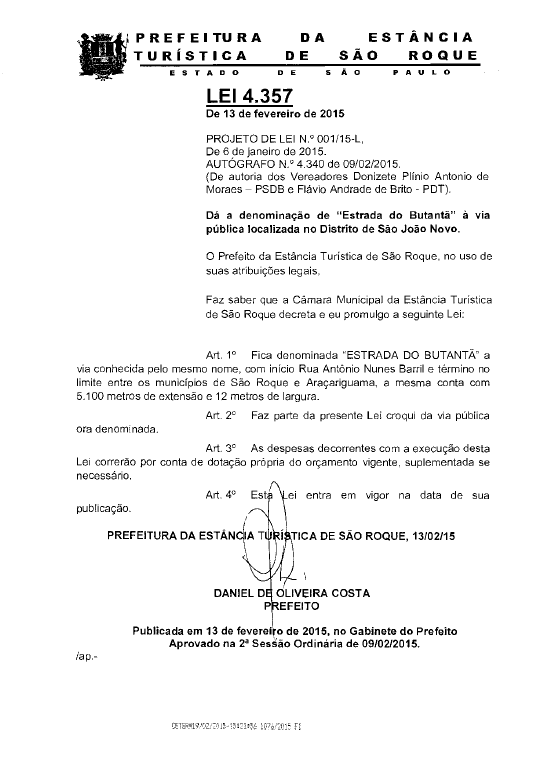 PREFEITURA DA ESTÂNCIA
TURÍSTICA DE SÃO ROQUE
ESTADO DE SÃO PAULO
LEI 4.357
De 13 de fevereiro de 2015
PROJETO DE LEI N.º 001/15-L,
De 6 de janeiro de 2015.
AUTÓGRAFO N.º 4.340 de 09/02/2015.
(De autoria dos Vereadores Donizete Plínio Antonio de
Moraes – PSDB e Flávio Andrade de Brito - PDT).
Dá a denominação de “Estrada do Butantã” à via
pública localizada no Distrito de São João Novo.
O Prefeito da Estância Turística de São Roque, no uso de
suas atribuições legais,
Faz saber que a Câmara Municipal da Estância Turística
de São Roque decreta e eu promulgo a seguinte Lei:
Art. 1º Fica denominada “ESTRADA DO BUTANTÔ a
via conhecida pelo mesmo nome, com início Rua Antônio Nunes Barril e término no
limite entre os municípios de São Roque e Araçariguama, a mesma conta com
5.100 metros de extensão e 12 metros de largura.
Art. 2º Faz parte da presente Lei croqui da via pública
ora denominada.
Art. 3º As despesas decorrentes com a execução desta
Lei correrão por conta de dotação própria do orçamento vigente, suplementada se
necessário.
Art. 4º Esta Lei entra em vigor na data de sua
publicação.
PREFEITURA DA ESTÂNCIA TURÍSTICA DE SÃO ROQUE, 13/02/15
DANIEL DE OLIVEIRA COSTA
PREFEITO
Publicada em 13 de fevereiro de 2015, no Gabinete do Prefeito
Aprovado na 2ª Sessão Ordinária de 09/02/2015.
/ap.-
1076/2015 F1